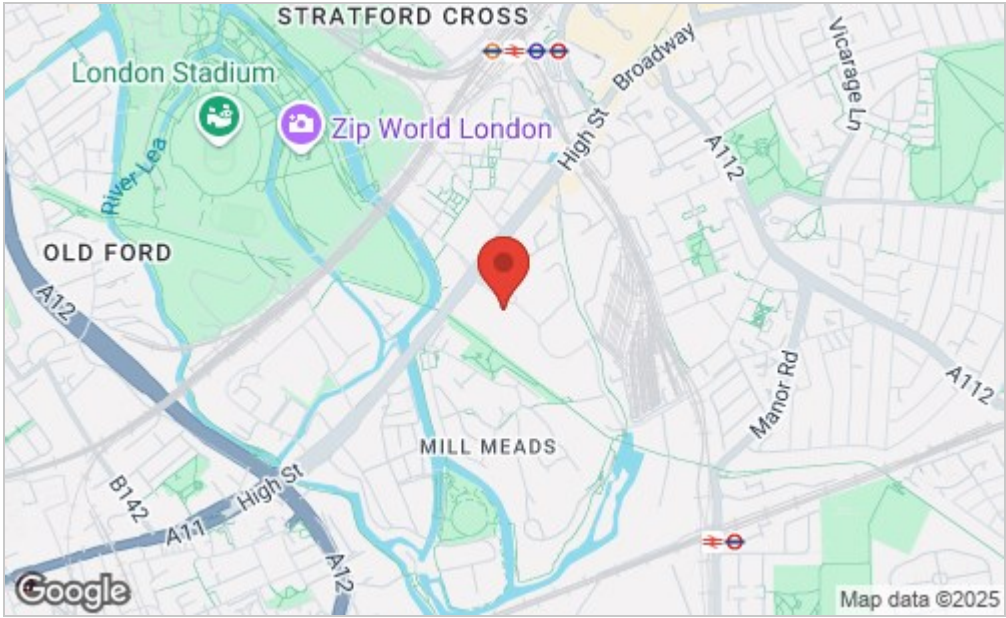 STRATFORD CROSS
Broadway
Vicarage Ln
London Stadium
Zip World London
High St
A112
River Lea
OLD FORD
A12
A112
Manor Rd
MILL MEADS
B142
High St
A11
A12
Google
Map data ©2025